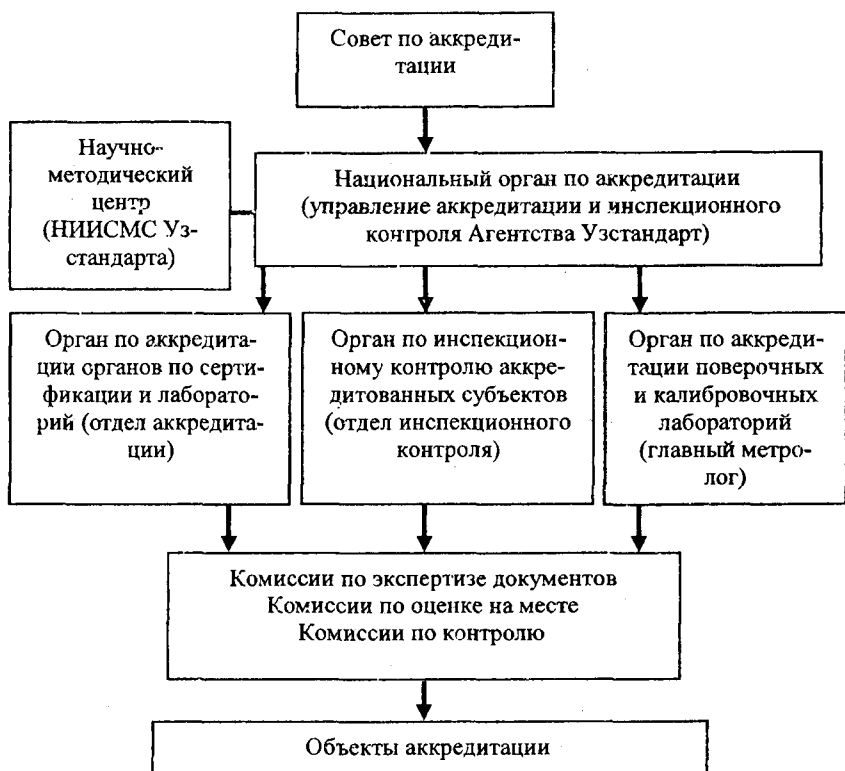 Совет по аккреди-
тации
Научно-
методический
центр
(НИИСМС Уз-
стандарта)
Национальный орган по аккредитации
(управление аккредитации и инспекционного
контроля Агентства Узстандарт)
Орган по аккредита-
ции органов по серти-
фикации и лаборато-
рий (отдел аккредита-
ции)
Орган по инспекцион-
ному контролю аккре-
дитованных субъектов
(отдел инспекционного
контроля)
Орган по аккреди-
тации поверочных
и калибровочных
лабораторий
(главный метро-
лог)
Комиссии по экспертизе документов
Комиссии по оценке на месте
Комиссии по контролю
Объекты аккредитации